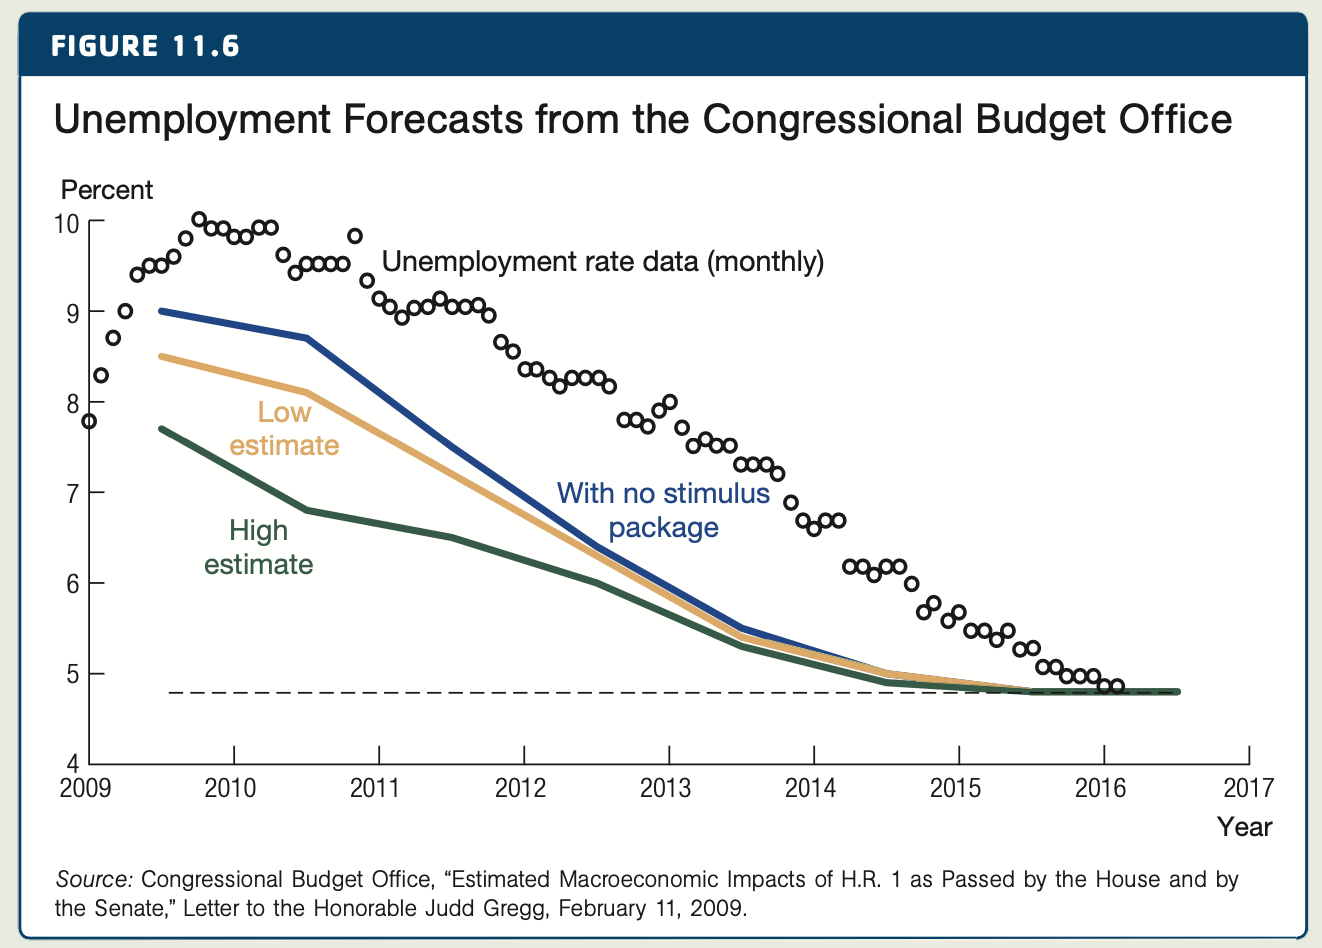 FIGURE 11.6
Unemployment Forecasts from the Congressional Budget Office
Percent
10
9
8
7
6
5
4
Unemployment rate data (monthly)
Low
estimate
With no stimulus
package
High
estimate
2009 2010 2011 2012 2013 2014 2015 2016 2017
Year
Source: Congressional Budget Office, “Estimated Macroeconomic Impacts of H.R. 1 as Passed by the House and by
the Senate,” Letter to the Honorable Judd Gregg, February 11, 2009.